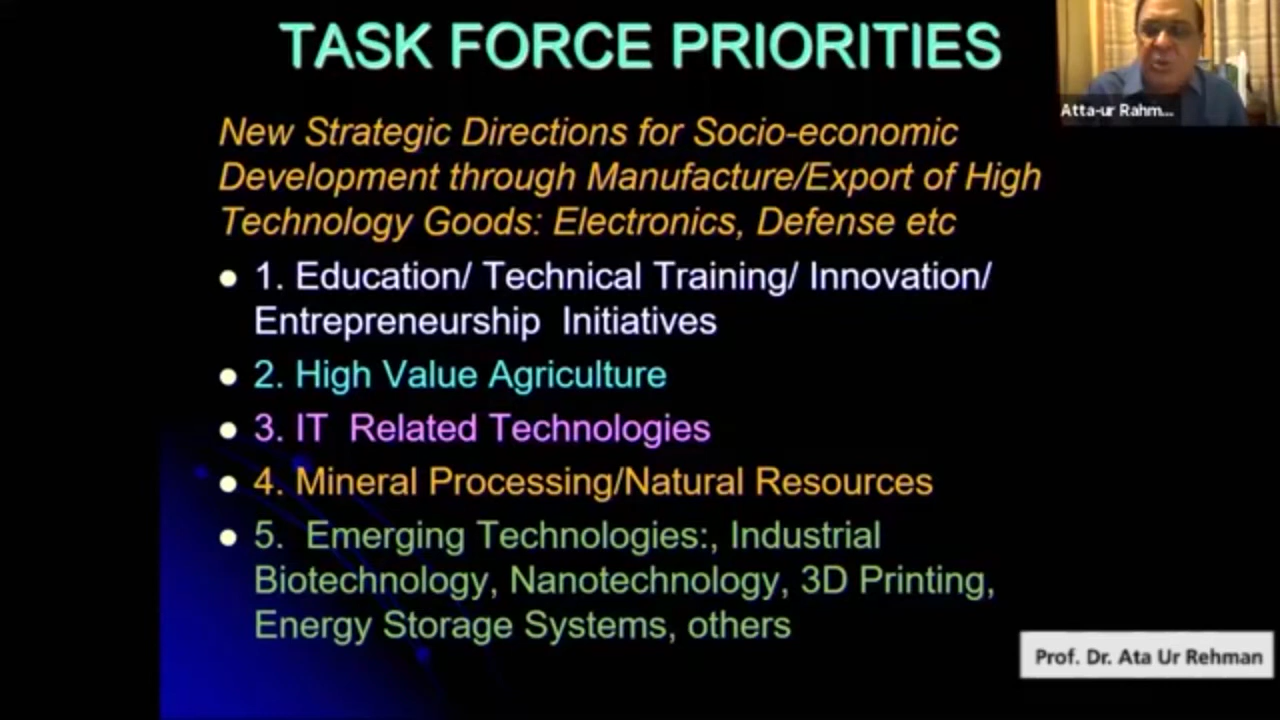 TASK FORCE PRIORITIES
Atta-ur Rahm...
New Strategic Directions for Socio-economic
Development through Manufacture/Export of High
Technology Goods: Electronics, Defense etc
• 1. Education/ Technical Training/ Innovation/
Entrepreneurship Initiatives
• 2. High Value Agriculture
• 3. IT Related Technologies
• 4. Mineral Processing/Natural Resources
• 5. Emerging Technologies:, Industrial
Biotechnology, Nanotechnology, 3D Printing,
Energy Storage Systems, others
Prof. Dr. Ata Ur Rehman